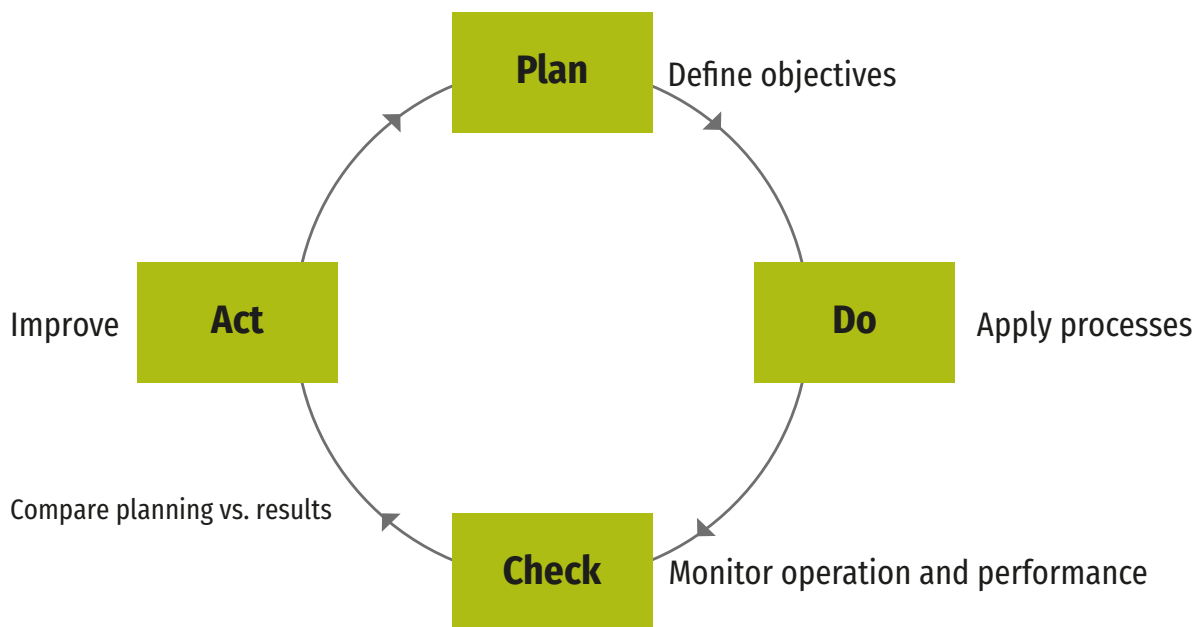 Plan
Define objectives
Improve
Act
Do
Apply processes
Compare planning vs. results
Check
Monitor operation and performance